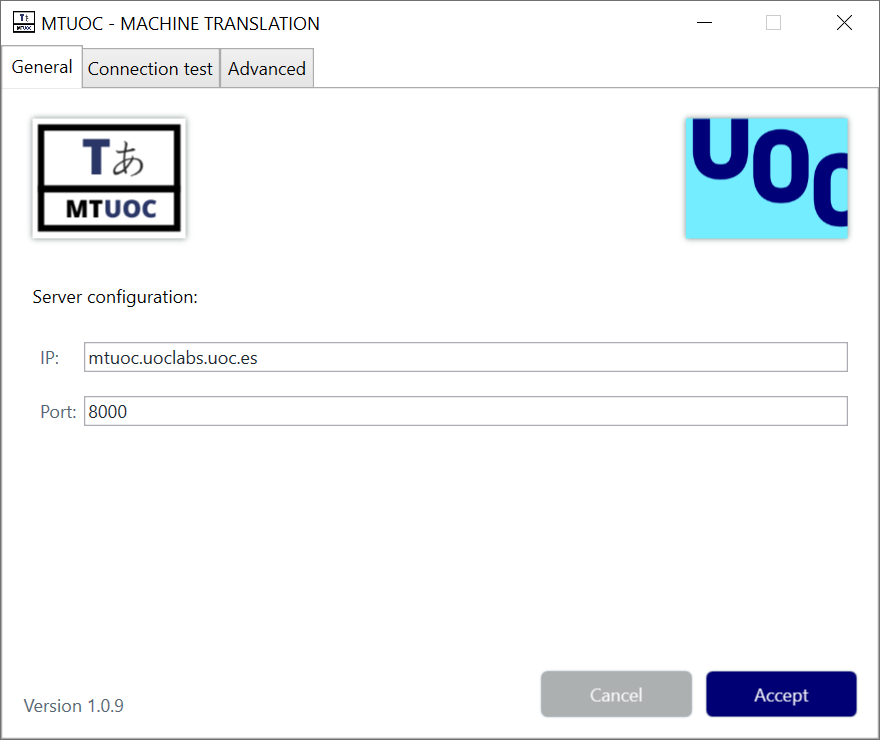 MTUOC - MACHINE TRANSLATION
General Connection test Advanced
Tあ
MTUOC
UOC
Server configuration:
IP: mtuoc.uoclabs.uoc.es
Port: 8000
Version 1.0.9
Cancel Accept